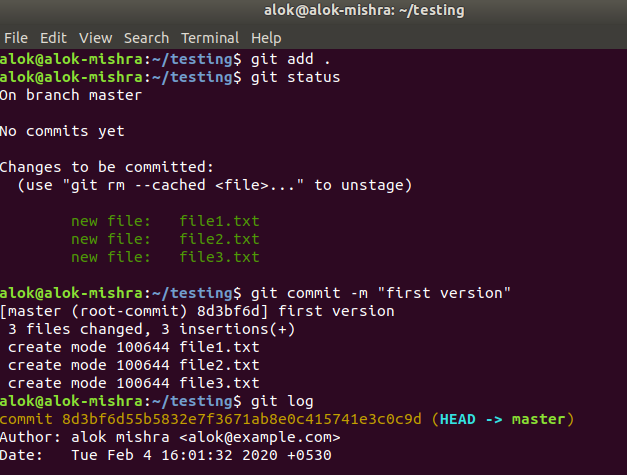 alok@alok-mishra: ~/testing
File Edit View Search Terminal Help
alok@alok-mishra:~/testing$ git add .
alok@alok-mishra:~/testing$ git status
On branch master
No commits yet
Changes to be committed:
  (use "git rm --cached <file>..." to unstage)
        new file:   file1.txt
        new file:   file2.txt
        new file:   file3.txt
alok@alok-mishra:~/testing$ git commit -m "first version"
[master (root-commit) 8d3bf6d] first version
 3 files changed, 3 insertions(+)
 create mode 100644 file1.txt
 create mode 100644 file2.txt
 create mode 100644 file3.txt
alok@alok-mishra:~/testing$ git log
commit 8d3bf6d55b5832e7f3671ab8e0c415741e3c0c9d (HEAD -> master)
Author: alok mishra <alok@example.com>
Date:   Tue Feb 4 16:01:32 2020 +0530